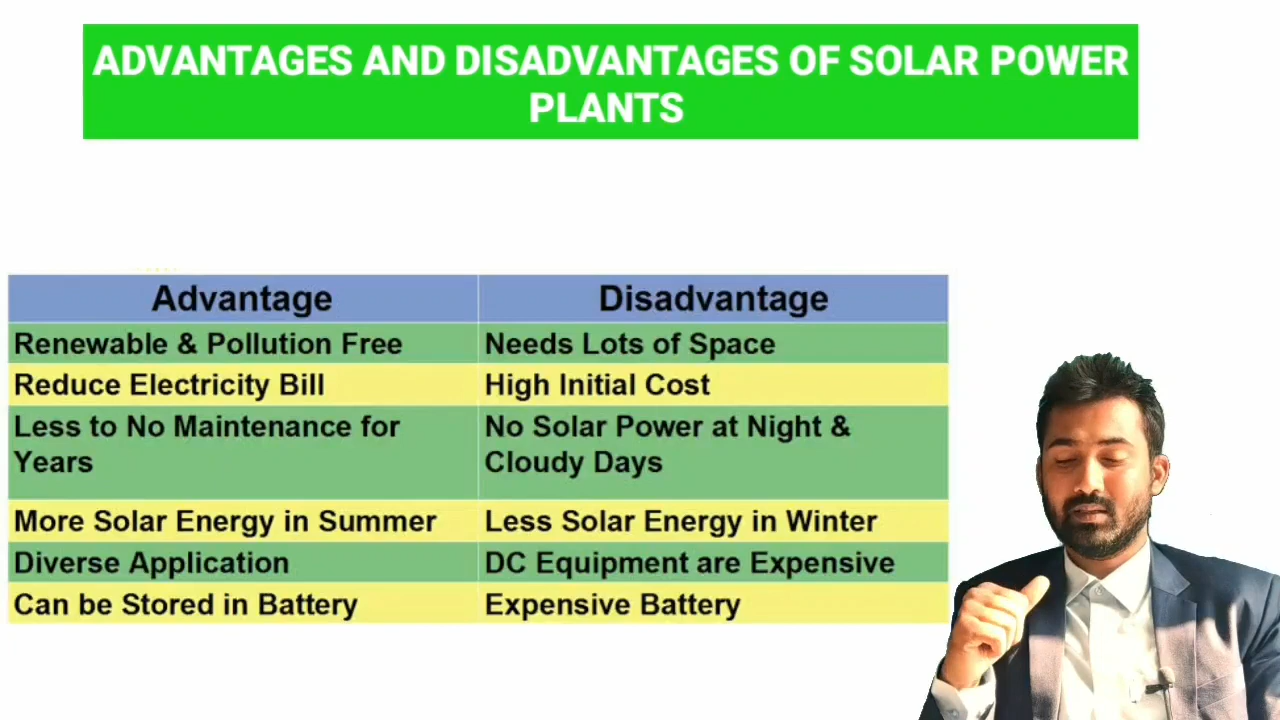 ADVANTAGES AND DISADVANTAGES OF SOLAR POWER
PLANTS
Advantage
Disadvantage
Renewable & Pollution Free
Needs Lots of Space
Reduce Electricity Bill
High Initial Cost
Less to No Maintenance for
Years
No Solar Power at Night &
Cloudy Days
More Solar Energy in Summer
Less Solar Energy in Winter
Diverse Application
DC Equipment are Expensive
Can be Stored in Battery
Expensive Battery